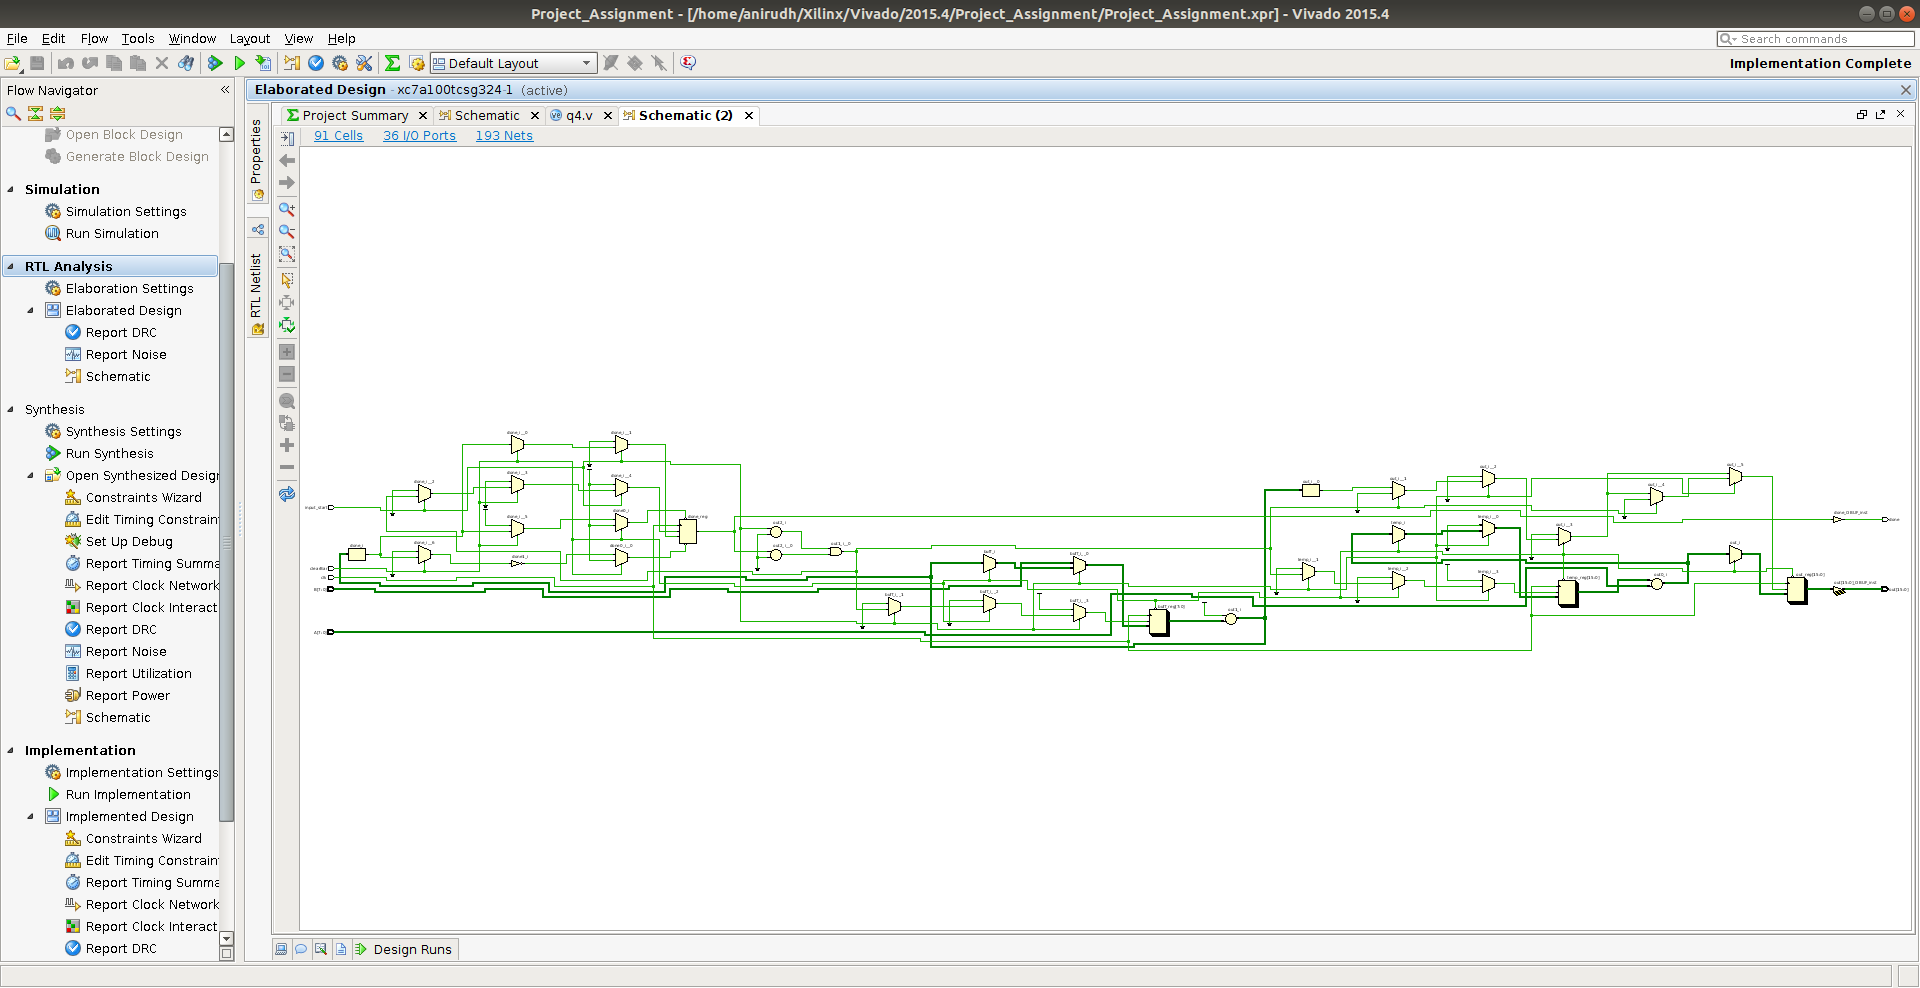 Project_Assignment - [/home/anirudh/Xilinx/Vivado/2015.4/Project_Assignment/Project_Assignment.xpr] - Vivado 2015.4
File Edit Flow Tools Window Layout View Help
Search commands
Default Layout
Implementation Complete
Flow Navigator
Open Block Design
Generate Block Design
Simulation
Simulation Settings
Run Simulation
RTL Analysis
Elaboration Settings
Elaborated Design
Report DRC
Report Noise
Schematic
Synthesis
Synthesis Settings
Run Synthesis
Open Synthesized Design
Constraints Wizard
Edit Timing Constrain
Set Up Debug
Report Timing Summa
Report Clock Network
Report Clock Interact
Report DRC
Report Noise
Report Utilization
Report Power
Schematic
Implementation
Implementation Settings
Run Implementation
Implemented Design
Constraints Wizard
Edit Timing Constrain
Report Timing Summa
Report Clock Network
Report Clock Interact
Report DRC
Elaborated Design - xc7a100tcsg324-1 (active)
Properties
RTL Netlist
Project Summary
Schematic
q4.v
Schematic (2)
91 Cells 36 I/O Ports 193 Nets
input_start
clk
done_reg
done
Design Runs